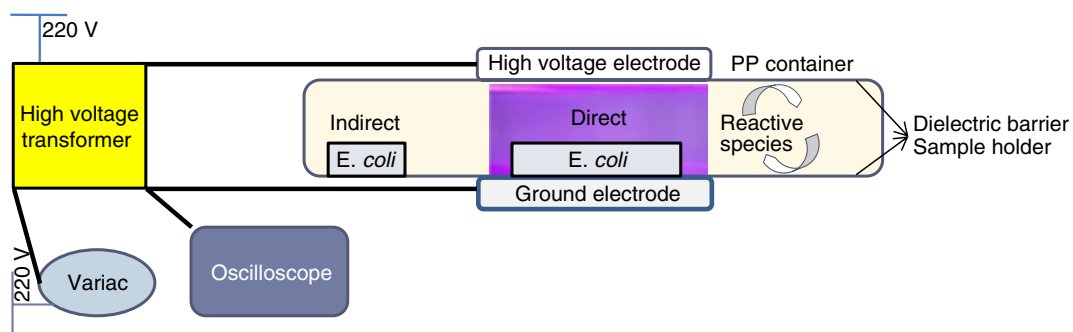 220 V
High voltage electrode
PP container
High voltage
transformer
Indirect
Direct
Reactive
species
E. coli
E. coli
Dielectric barrier
Sample holder
Ground electrode
220 V
Variac
Oscilloscope